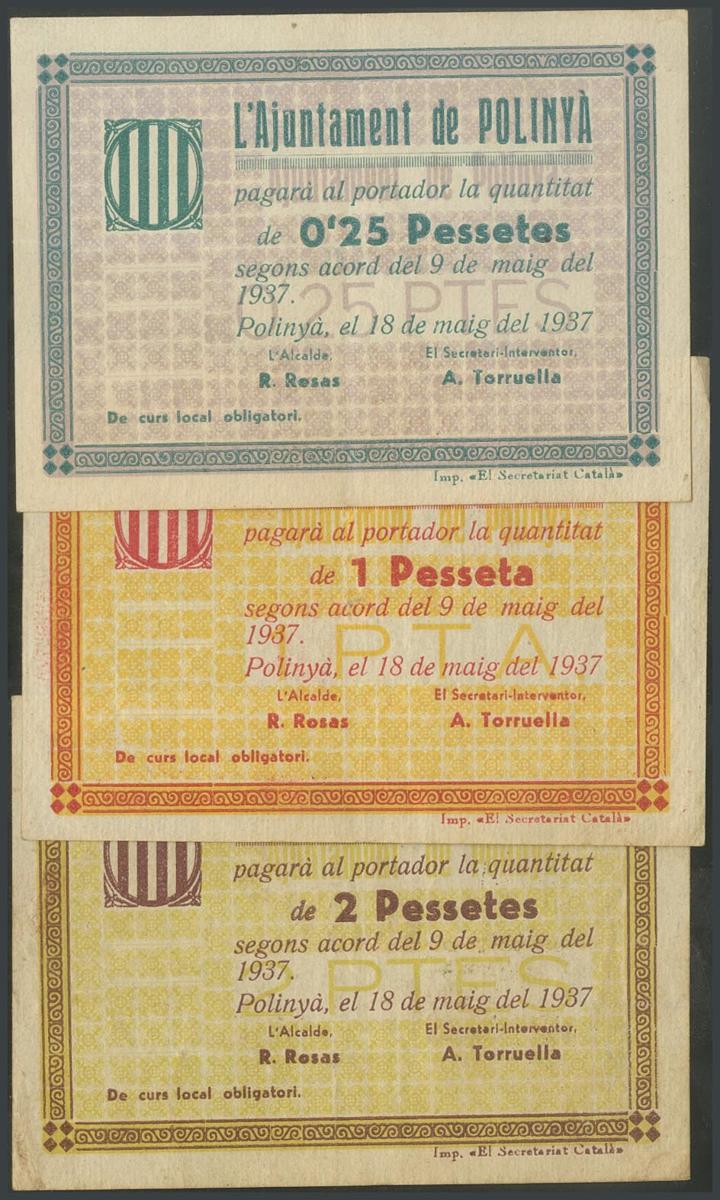 L'Ajuntament de POLINYÀ
pagarà al portador la quantitat
de 0'25 Pessetes
segons acord del 9 de maig del
1937.
25 PTES
Polinyà, el 18 de maig del 1937
L'Alcalde, El Secretari-Interventor,
R. Rosas A. Torruella
De curs local obligatori.
Imp. «El Secretariat Català»
pagarà al portador la quantitat
de 1 Pesseta
segons acord del 9 de maig del
1937.
1 PTA
Polinyà, el 18 de maig del 1937
L'Alcalde, El Secretari-Interventor,
R. Rosas A. Torruella
De curs local obligatori.
Imp. «El Secretariat Català»
pagarà al portador la quantitat
de 2 Pessetes
segons acord del 9 de maig del
1937.
PTES
Polinyà, el 18 de maig del 1937
L'Alcalde, El Secretari-Interventor,
R. Rosas A. Torruella
De curs local obligatori.
Imp. «El Secretariat Català»